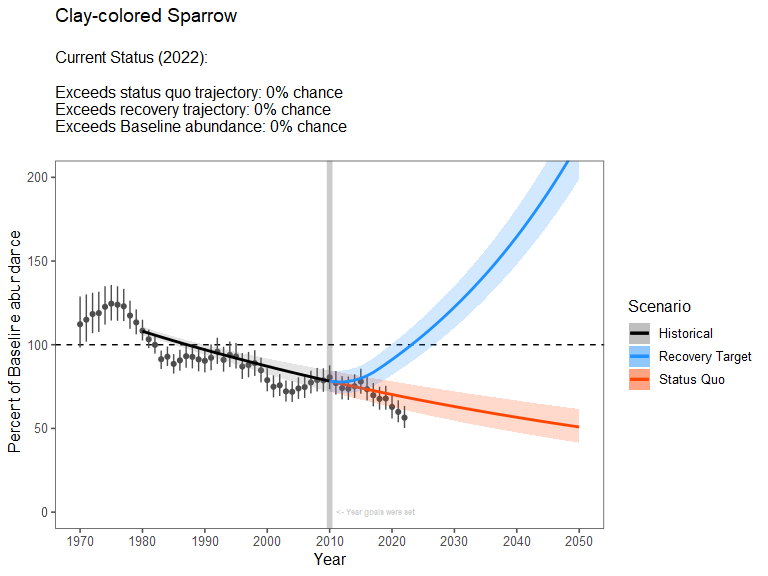 Clay-colored Sparrow
Current Status (2022):
Exceeds status quo trajectory: 0% chance
Exceeds recovery trajectory: 0% chance
Exceeds Baseline abundance: 0% chance
200
150
100
50
0
Percent of Baseline abundance
<- Year goals were set
1970 1980 1990 2000 2010 2020 2030 2040 2050
Year
Scenario
Historical
Recovery Target
Status Quo